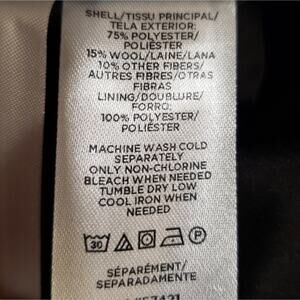 SHELL/TISSU PRINCIPAL/
TELA EXTERIOR:
75% POLYESTER/
POLIÉSTER
15% WOOL/LAINE/LANA
10% OTHER FIBERS/
AUTRES FIBRES/OTRAS
FIBRAS
LINING/DOUBLURE/
FORRO:
100% POLYESTER/
POLIÉSTER
MACHINE WASH COLD
SEPARATELY
ONLY NON-CHLORINE
BLEACH WHEN NEEDED
TUMBLE DRY LOW
COOL IRON WHEN
NEEDED
30 P
SÉPARÉMENT/
SEPARADAMENTE